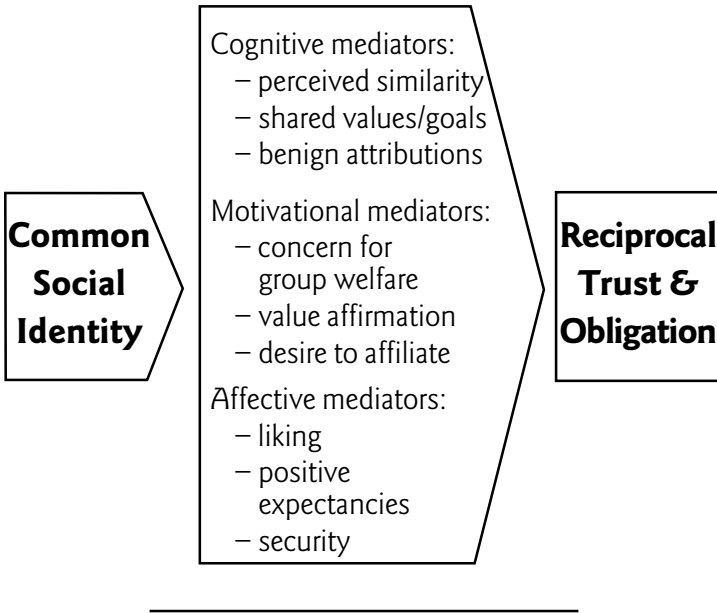 Common
Social
Identity
Cognitive mediators:
– perceived similarity
– shared values/goals
– benign attributions
Motivational mediators:
– concern for
group welfare
– value affirmation
– desire to affiliate
Affective mediators:
– liking
– positive
expectancies
– security
Reciprocal
Trust &
Obligation